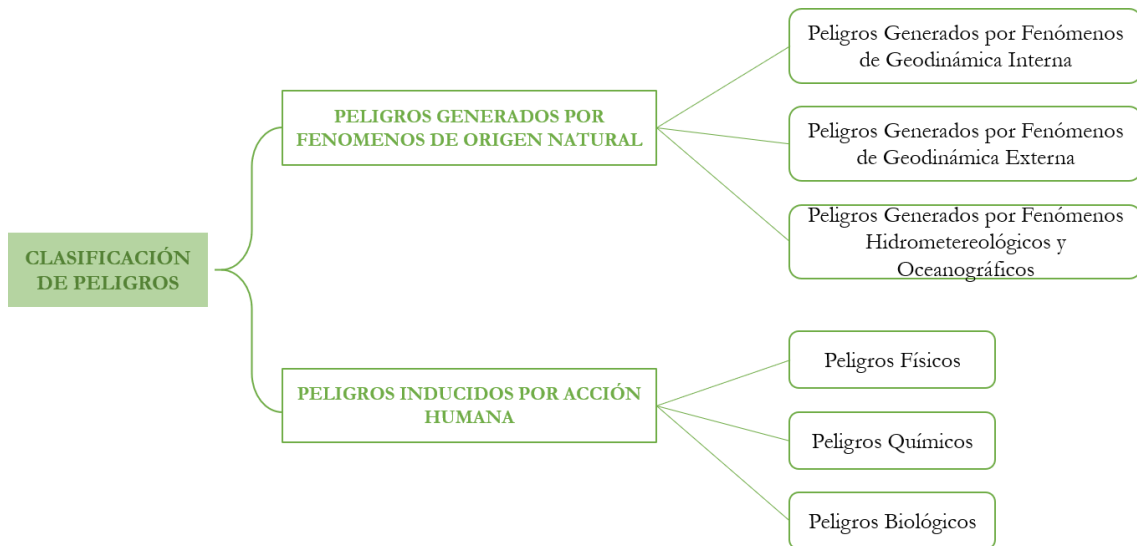 CLASIFICACIÓN
DE PELIGROS
PELIGROS GENERADOS POR
FENOMENOS DE ORIGEN NATURAL
Peligros Generados por Fenómenos
de Geodinámica Interna
Peligros Generados por Fenómenos
de Geodinámica Externa
Peligros Generados por Fenómenos
Hidrometereológicos y
Oceanográficos
PELIGROS INDUCIDOS POR ACCIÓN
HUMANA
Peligros Físicos
Peligros Químicos
Peligros Biológicos